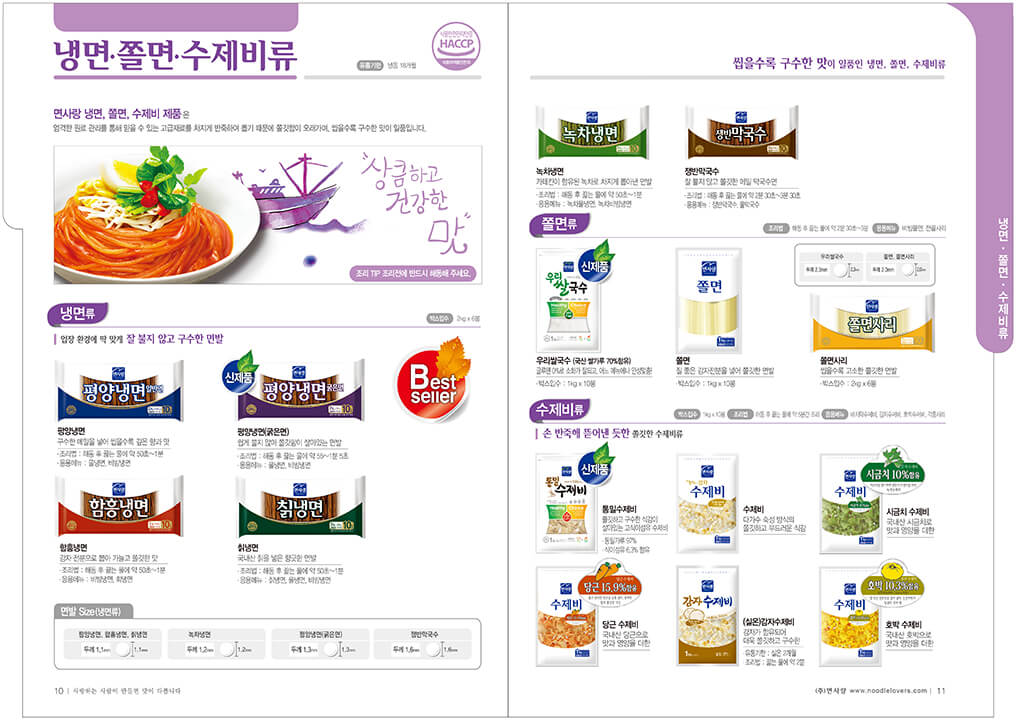 냉면·쫄면·수제비류
유통기한 냉동 18개월
HACCP
면사랑 냉면, 쫄면, 수제비 제품은
엄격한 원료 관리를 통해 믿을 수 있는 고급재료를 차지게 반죽하여 뽑기 때문에 쫄깃함이 오래가며, 씹을수록 구수한 맛이 일품입니다.
상큼하고
건강한
맛
조리 TIP 조리전에 반드시 해동해 주세요.
냉면류
박스입수 2kg x 6봉
입점 환경에 딱 맞게 잘 붇지 않고 구수한 면발
평양냉면
신제품
평양냉면 굵은면
Best
seller
평양냉면
구수한 메밀을 넣어 씹을수록 깊은 향과 맛
·조리법 : 해동 후 끓는 물에 약 50초~1분
·응용메뉴 : 물냉면, 비빔냉면
평양냉면(굵은면)
쉽게 붇지 않아 쫄깃함이 살아있는 면발
·조리법 : 해동 후 끓는 물에 약 55~1분 5초
·응용메뉴 : 물냉면, 비빔냉면
함흥냉면
칡냉면
함흥냉면
감자 전분으로 뽑아 가늘고 쫄깃한 맛
·조리법 : 해동 후 끓는 물에 약 50초~1분
·응용메뉴 : 비빔냉면, 회냉면
칡냉면
국내산 칡을 넣은 향긋한 면발
·조리법 : 해동 후 끓는 물에 약 50초~1분
·응용메뉴 : 칡냉면, 물냉면, 비빔냉면
면발 Size(냉면류)
평양냉면, 함흥냉면, 칡냉면
두께 1,1mm 1,1mm
녹차냉면
두께 1,2mm 1,2mm
평양냉면(굵은면)
두께 1,3mm 1,3mm
쟁반막국수
두께 1,6mm 1,6mm
10 | 사랑하는 사람이 만들면 맛이 다릅니다
씹을수록 구수한 맛이 일품인 냉면, 쫄면, 수제비류
녹차냉면
쟁반막국수
녹차냉면
카테킨이 함유된 녹차로 차지게 뽑아낸 면발
·조리법 : 해동 후 끓는 물에 약 50초~1분
·응용메뉴 : 녹차물냉면, 녹차비빔냉면
쟁반막국수
잘 붇지 않고 쫄깃한 메밀 막국수면
·조리법 : 해동 후 끓는 물에 약 2분 30초~3분 30초
·응용메뉴 : 쟁반막국수, 물막국수
쫄면류
조리법 해동 후 끓는 물에 약 2분 30초~3분 응용메뉴 비빔쫄면, 전골사리
우리쌀국수
신제품
쫄면
우리쌀국수
두께 2.3mm
쫄면, 쫄면사리
두께 2.0mm
쫄면사리
우리쌀국수 (국산 쌀가루 70%함유)
·박스입수 : 1kg x 10봉
쫄면
질 좋은 감자전분을 넣어 쫄깃한 면발
·박스입수 : 1kg x 10봉
쫄면사리
씹을수록 고소한 쫄깃한 면발
·박스입수 : 2kg x 6봉
수제비류
박스입수 1kg x 10봉 조리법 해동 후 끓는 물에 약 5분간 조리 응용메뉴 바지락수제비, 김치수제비, 호박수제비, 각종사리
손 반죽해 뜯어낸 듯한 쫄깃한 수제비류
통밀 수제비
신제품
통밀수제비
쫄깃하고 구수한 식감이
살아있는 고식이섬유 수제비
·통밀가루 97%
·식이섬유 6.3% 함유
수제비
수제비
다가수 숙성 방식의
쫄깃하고 부드러운 식감
수제비
시금치 10%함유
시금치 수제비
국내산 시금치로
맛과 영양을 더한
수제비
당근 15.9%함유
당근 수제비
국내산 당근으로
맛과 영양을 더한
감자 수제비
(실온)감자수제비
감자가 함유되어
더욱 쫄깃하고 구수한
·유통기한 : 실온 2개월
·조리법 : 끓는 물에 약 2분
수제비
호박 10.3%함유
호박 수제비
국내산 호박으로
맛과 영양을 더한
냉면·쫄면·수제비류
(주)면사랑 www.noodlelovers.com | 11